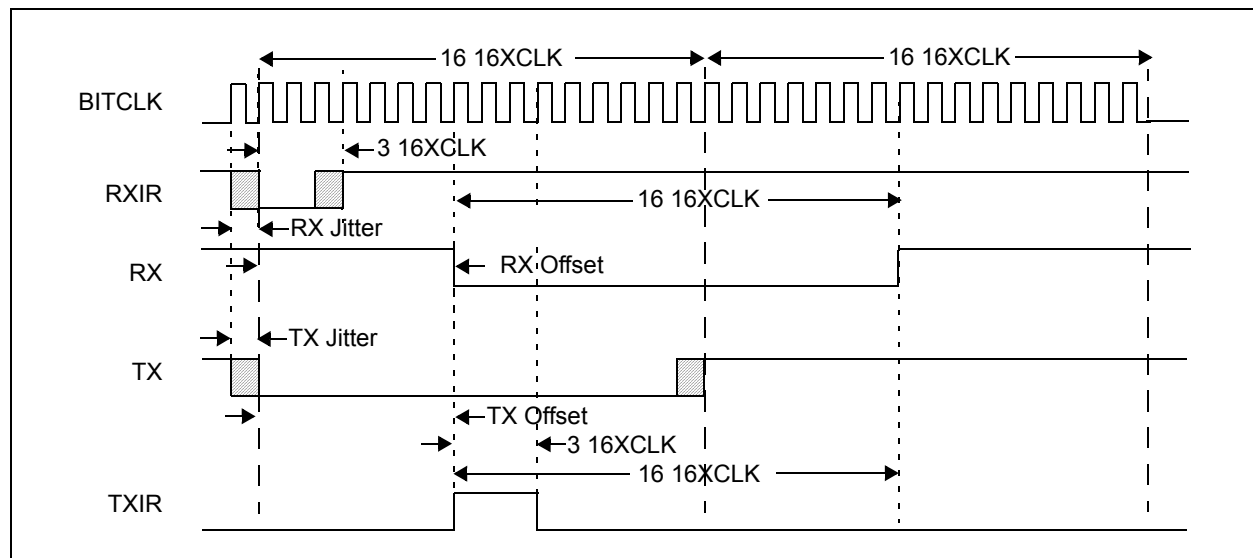 16 16XCLK 16 16XCLK
BITCLK
3 16XCLK
RXIR
16 16XCLK
RX Jitter
RX
RX Offset
TX Jitter
TX
TX Offset
3 16XCLK
16 16XCLK
TXIR